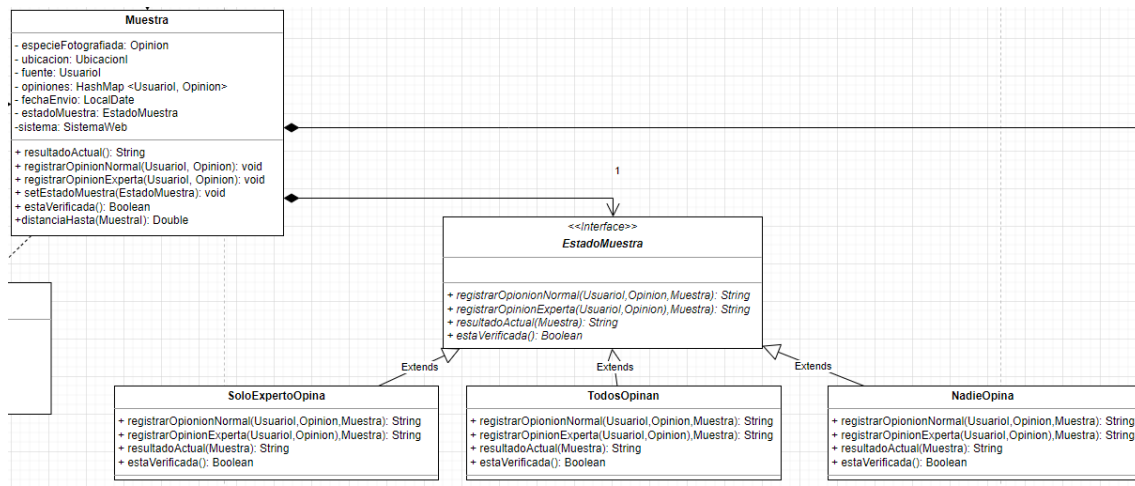 Muestra
- especieFotografiada: Opinion
- ubicacion: UbicacionI
- fuente: UsuarioI
- opiniones: HashMap <UsuarioI, Opinion>
- fechaEnvio: LocalDate
- estadoMuestra: EstadoMuestra
-sistema: SistemaWeb
+ resultadoActual(): String
+ registrarOpinionNormal(UsuarioI, Opinion): void
+ registrarOpinionExperta(UsuarioI, Opinion): void
+ setEstadoMuestra(EstadoMuestra): void
+ estaVerificada(): Boolean
+distanciaHasta(MuestraI): Double
1
<<Interface>>
EstadoMuestra
+ registrarOpionionNormal(UsuarioI,Opinion,Muestra): String
+ registrarOpinionExperta(UsuarioI,Opinion),Muestra): String
+ resultadoActual(Muestra): String
+ estaVerificada(): Boolean
Extends
Extends
Extends
SoloExpertoOpina
+ registrarOpionionNormal(UsuarioI,Opinion,Muestra): String
+ registrarOpinionExperta(UsuarioI,Opinion),Muestra): String
+ resultadoActual(Muestra): String
+ estaVerificada(): Boolean
TodosOpinan
+ registrarOpionionNormal(UsuarioI,Opinion,Muestra): String
+ registrarOpinionExperta(UsuarioI,Opinion),Muestra): String
+ resultadoActual(Muestra): String
+ estaVerificada(): Boolean
NadieOpina
+ registrarOpionionNormal(UsuarioI,Opinion,Muestra): String
+ registrarOpinionExperta(UsuarioI,Opinion),Muestra): String
+ resultadoActual(Muestra): String
+ estaVerificada(): Boolean